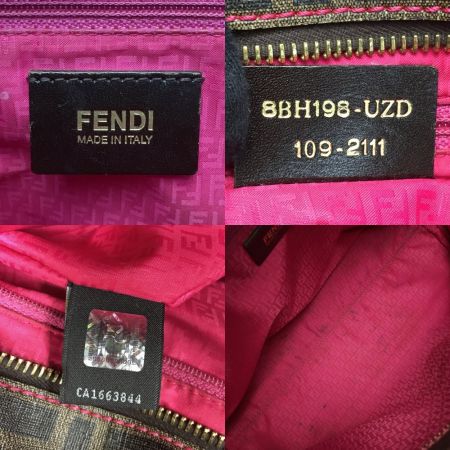 FENDI
MADE IN ITALY
8BH198-UZD
109-2111
CA1663844